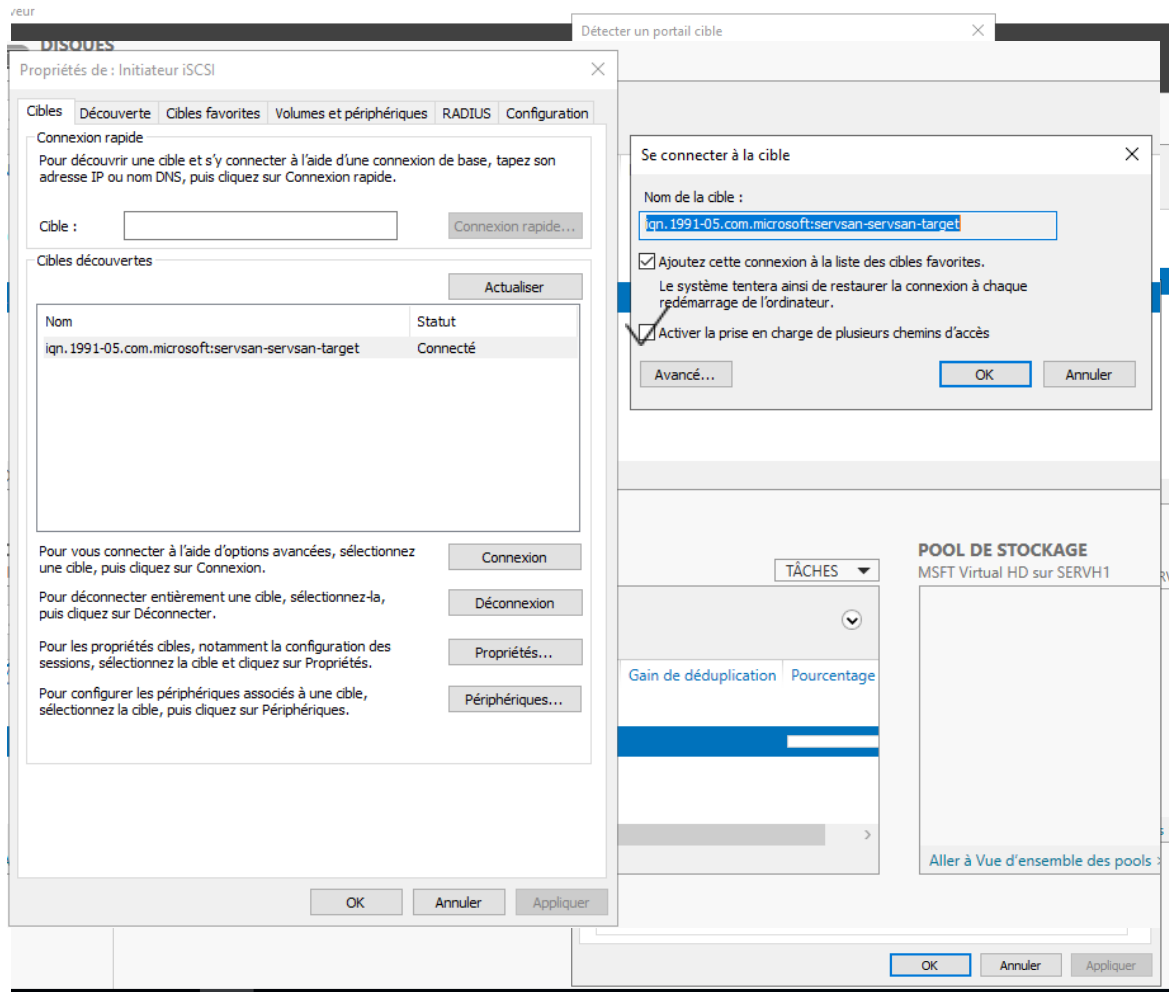 veur
Détecter un portail cible
DISQUES
Propriétés de : Initiateur iSCSI
Cibles
Découverte
Cibles favorites
Volumes et périphériques
RADIUS
Configuration
Connexion rapide
Pour découvrir une cible et s'y connecter à l'aide d'une connexion de base, tapez son
adresse IP ou nom DNS, puis cliquez sur Connexion rapide.
Cible :
Connexion rapide...
Cibles découvertes
Actualiser
Nom
Statut
iqn.1991-05.com.microsoft:servsan-servsan-target
Connecté
Pour vous connecter à l'aide d'options avancées, sélectionnez
une cible, puis cliquez sur Connexion.
Connexion
Pour déconnecter entièrement une cible, sélectionnez-la,
puis cliquez sur Déconnecter.
Déconnexion
Pour les propriétés cibles, notamment la configuration des
sessions, sélectionnez la cible et cliquez sur Propriétés.
Propriétés...
Pour configurer les périphériques associés à une cible,
sélectionnez la cible, puis cliquez sur Périphériques.
Périphériques...
OK
Annuler
Appliquer
Se connecter à la cible
Nom de la cible :
iqn.1991-05.com.microsoft:servsan-servsan-target
Ajoutez cette connexion à la liste des cibles favorites.
Le système tentera ainsi de restaurer la connexion à chaque
redémarrage de l'ordinateur.
Activer la prise en charge de plusieurs chemins d'accès
Avancé...
OK
Annuler
TÂCHES
POOL DE STOCKAGE
MSFT Virtual HD sur SERVH1
Gain de déduplication
Pourcentage
Aller à Vue d'ensemble des pools >
OK
Annuler
Appliquer